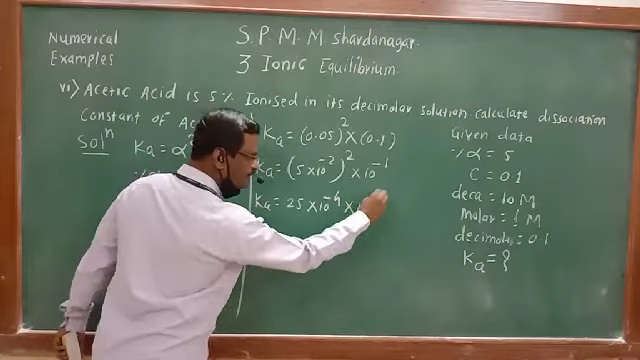 Numerical
Examples
S.P.M.M Shardanagar.
3 Ionic Equilibrium.
vi) Acetic Acid is 5% Ionised in its decimolar solution. calculate dissociation
Constant of Ac
Solⁿ
Ka = α
Ka = (0.05)² × (0.1)
Ka = (5 × 10⁻²)² × 10⁻¹
Ka = 25 × 10⁻⁴ ×
Given data
% α = 5
C = 0.1
deca = 10 M
Molar = 1 M
decimolar = 0.1
Ka = ?